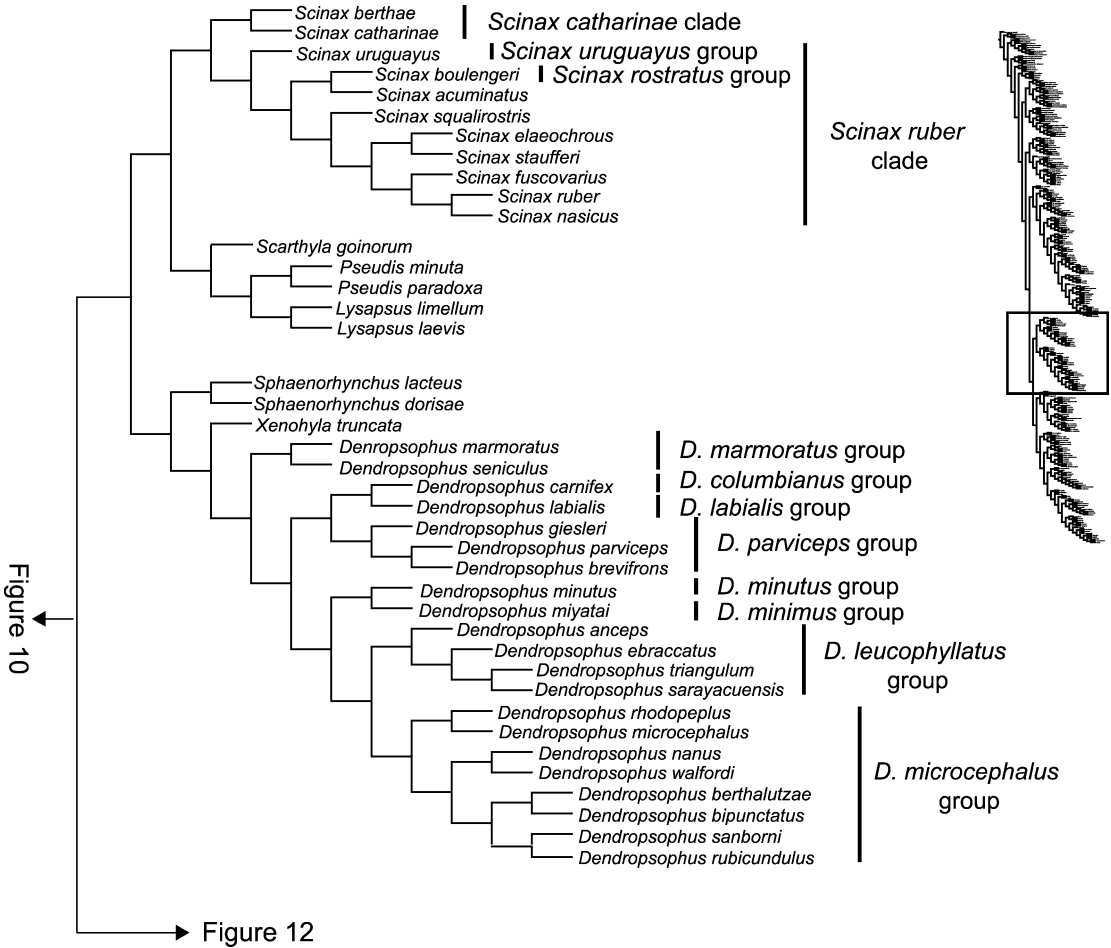 Scinax berthae
Scinax catharinae
Scinax catharinae clade
Scinax uruguayus
Scinax uruguayus group
Scinax boulengeri
Scinax rostratus group
Scinax acuminatus
Scinax squalirostris
Scinax elaeochrous
Scinax staufferi
Scinax fuscovarius
Scinax ruber
Scinax nasicus
Scinax ruber
clade
Scarthyla goinorum
Pseudis minuta
Pseudis paradoxa
Lysapsus limellum
Lysapsus laevis
Sphaenorhynchus lacteus
Sphaenorhynchus dorisae
Xenohyla truncata
Denropsophus marmoratus
Dendropsophus seniculus
D. marmoratus group
Dendropsophus carnifex
D. columbianus group
Dendropsophus labialis
D. labialis group
Dendropsophus giesleri
Dendropsophus parviceps
Dendropsophus brevifrons
D. parviceps group
Dendropsophus minutus
D. minutus group
Dendropsophus miyatai
D. minimus group
Dendropsophus anceps
Dendropsophus ebraccatus
Dendropsophus triangulum
Dendropsophus sarayacuensis
D. leucophyllatus
group
Dendropsophus rhodopeplus
Dendropsophus microcephalus
Dendropsophus nanus
Dendropsophus walfordi
Dendropsophus berthalutzae
Dendropsophus bipunctatus
Dendropsophus sanborni
Dendropsophus rubicundulus
D. microcephalus
group
Figure 10
Figure 12